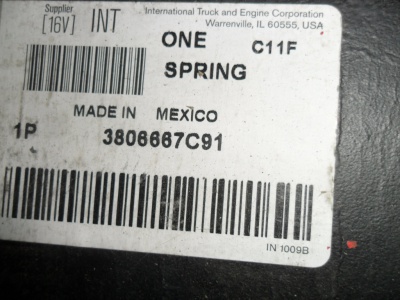 Supplier
[16V] INT
International Truck and Engine Corporation
Warrenville, IL 60555, USA
ONE C11F
SPRING
MADE IN MEXICO
1P 3806667C91
IN 1009B